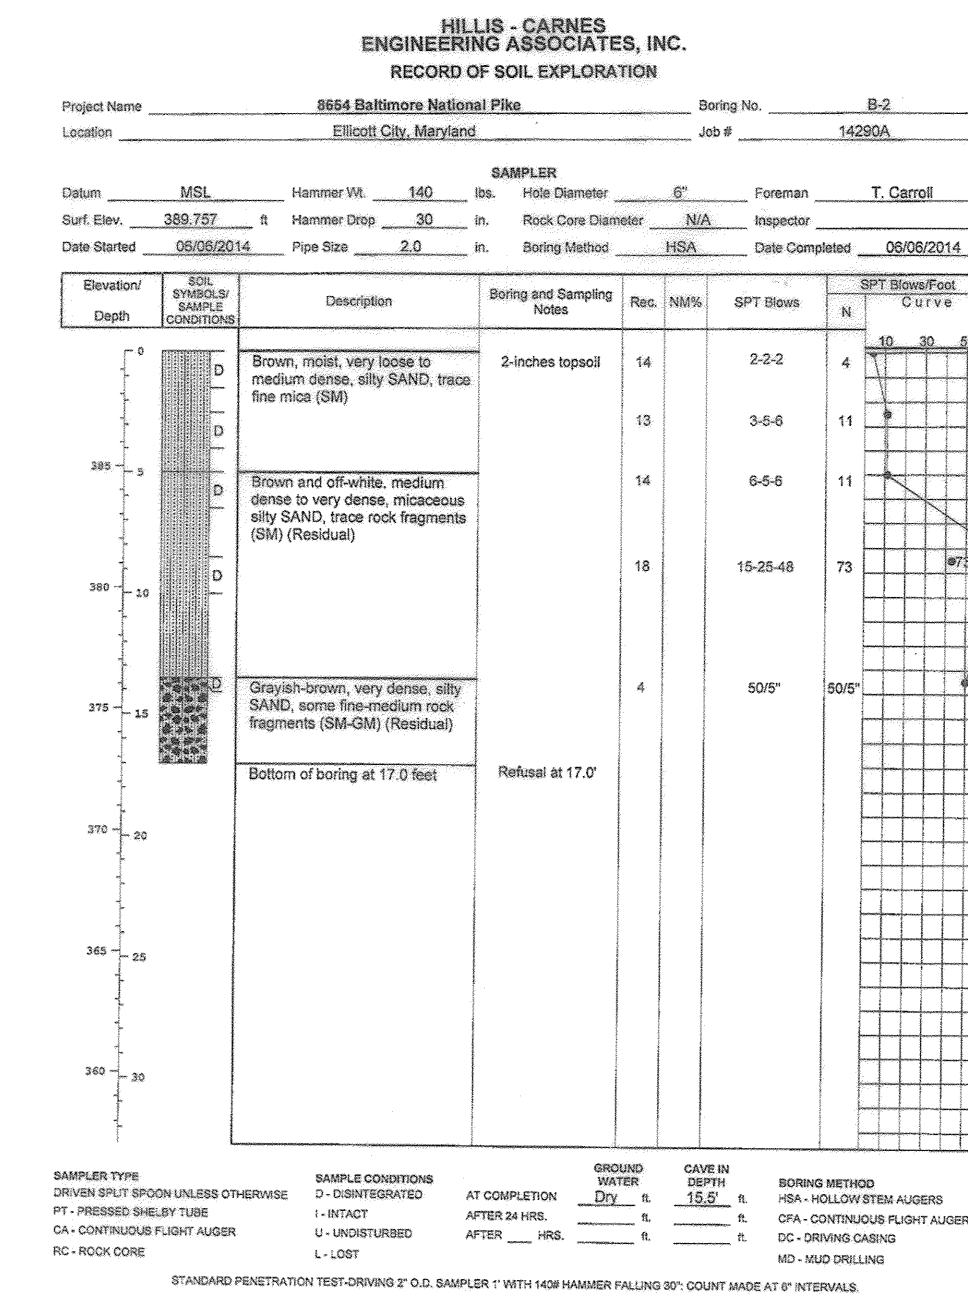 HILLIS - CARNES
ENGINEERING ASSOCIATES, INC.
RECORD OF SOIL EXPLORATION
Project Name 8654 Baltimore National Pike Boring No. B-2
Location Ellicott City, Maryland Job # 14290A
SAMPLER
Datum MSL Hammer Wt. 140 lbs. Hole Diameter 6" Foreman T. Carroll
Surf. Elev. 389.757 ft Hammer Drop 30 in. Rock Core Diameter N/A Inspector
Date Started 06/06/2014 Pipe Size 2.0 in. Boring Method HSA Date Completed 06/06/2014
Elevation/
Depth
SOIL
SYMBOLS/
SAMPLE
CONDITIONS
Description
Boring and Sampling
Notes
Rec. NM% SPT Blows
SPT Blows/Foot
N
Curve
10 30
0
Brown, moist, very loose to
medium dense, silty SAND, trace
fine mica (SM)
D
2-inches topsoil 14 2-2-2 4
D
13 3-5-6 11
385 5
Brown and off-white, medium
dense to very dense, micaceous
silty SAND, trace rock fragments
(SM) (Residual)
D
14 6-5-6 11
D
18 15-25-48 73
73
380 10
D
Grayish-brown, very dense, silty
SAND, some fine-medium rock
fragments (SM-GM) (Residual)
4 50/5" 50/5"
375 15
Bottom of boring at 17.0 feet Refusal at 17.0'
370 20
365 25
360 30
SAMPLER TYPE
DRIVEN SPLIT SPOON UNLESS OTHERWISE
PT - PRESSED SHELBY TUBE
CA - CONTINUOUS FLIGHT AUGER
RC - ROCK CORE
SAMPLE CONDITIONS
D - DISINTEGRATED
I - INTACT
U - UNDISTURBED
L - LOST
GROUND
WATER
CAVE IN
DEPTH
AT COMPLETION Dry ft. 15.5' ft.
AFTER 24 HRS. ft. ft.
AFTER HRS. ft. ft.
BORING METHOD
HSA - HOLLOW STEM AUGERS
CFA - CONTINUOUS FLIGHT AUGER
DC - DRIVING CASING
MD - MUD DRILLING
STANDARD PENETRATION TEST-DRIVING 2" O.D. SAMPLER 1' WITH 140# HAMMER FALLING 30": COUNT MADE AT 6" INTERVALS.